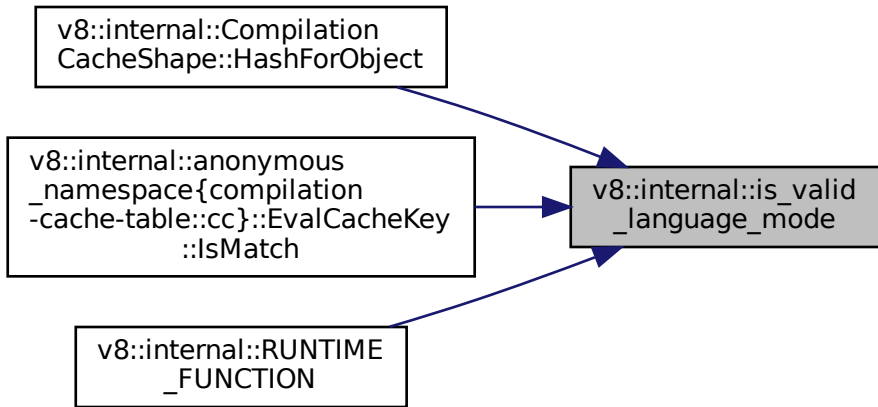 v8::internal::Compilation
CacheShape::HashForObject
v8::internal::anonymous
_namespace{compilation
-cache-table::cc}::EvalCacheKey
::IsMatch
v8::internal::is_valid
_language_mode
v8::internal::RUNTIME
_FUNCTION